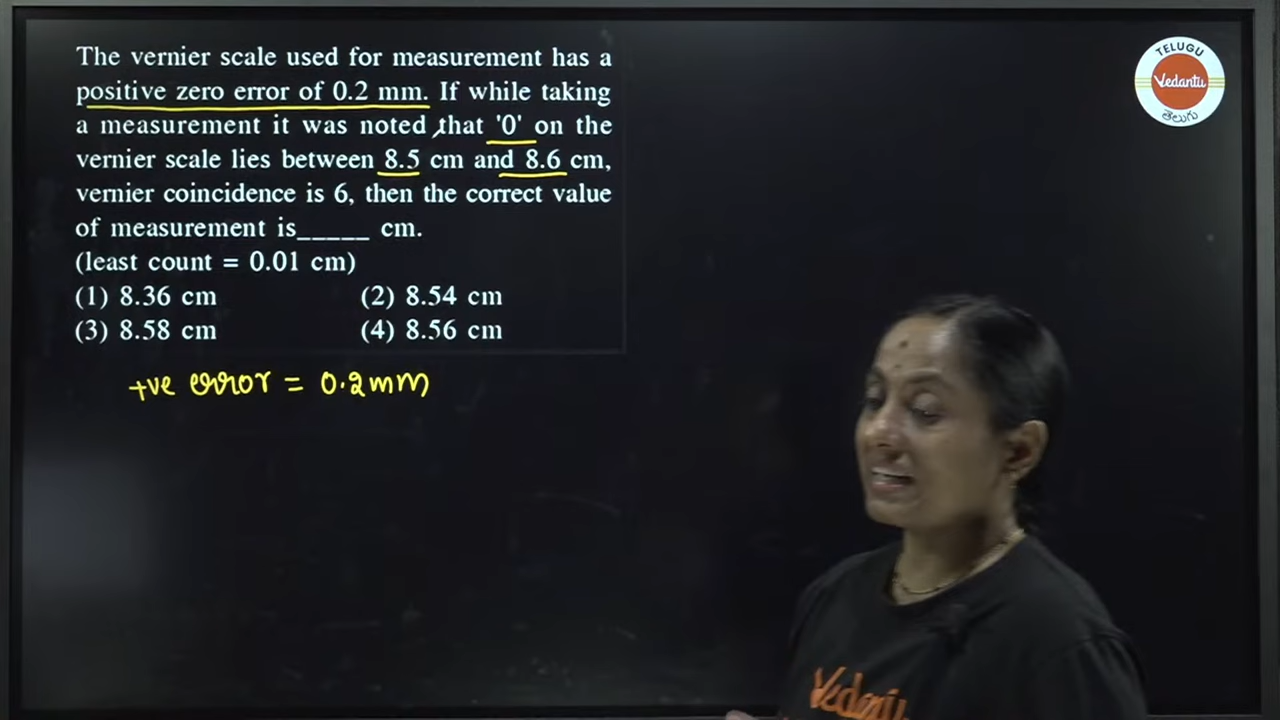 The vernier scale used for measurement has a
positive zero error of 0.2 mm. If while taking
a measurement it was noted that '0' on the
vernier scale lies between 8.5 cm and 8.6 cm,
vernier coincidence is 6, then the correct value
of measurement is_____ cm.
(least count = 0.01 cm)
(1) 8.36 cm (2) 8.54 cm
(3) 8.58 cm (4) 8.56 cm
+ve error = 0.2mm
TELUGU
Vedantu
తెలుగు
Vedantu